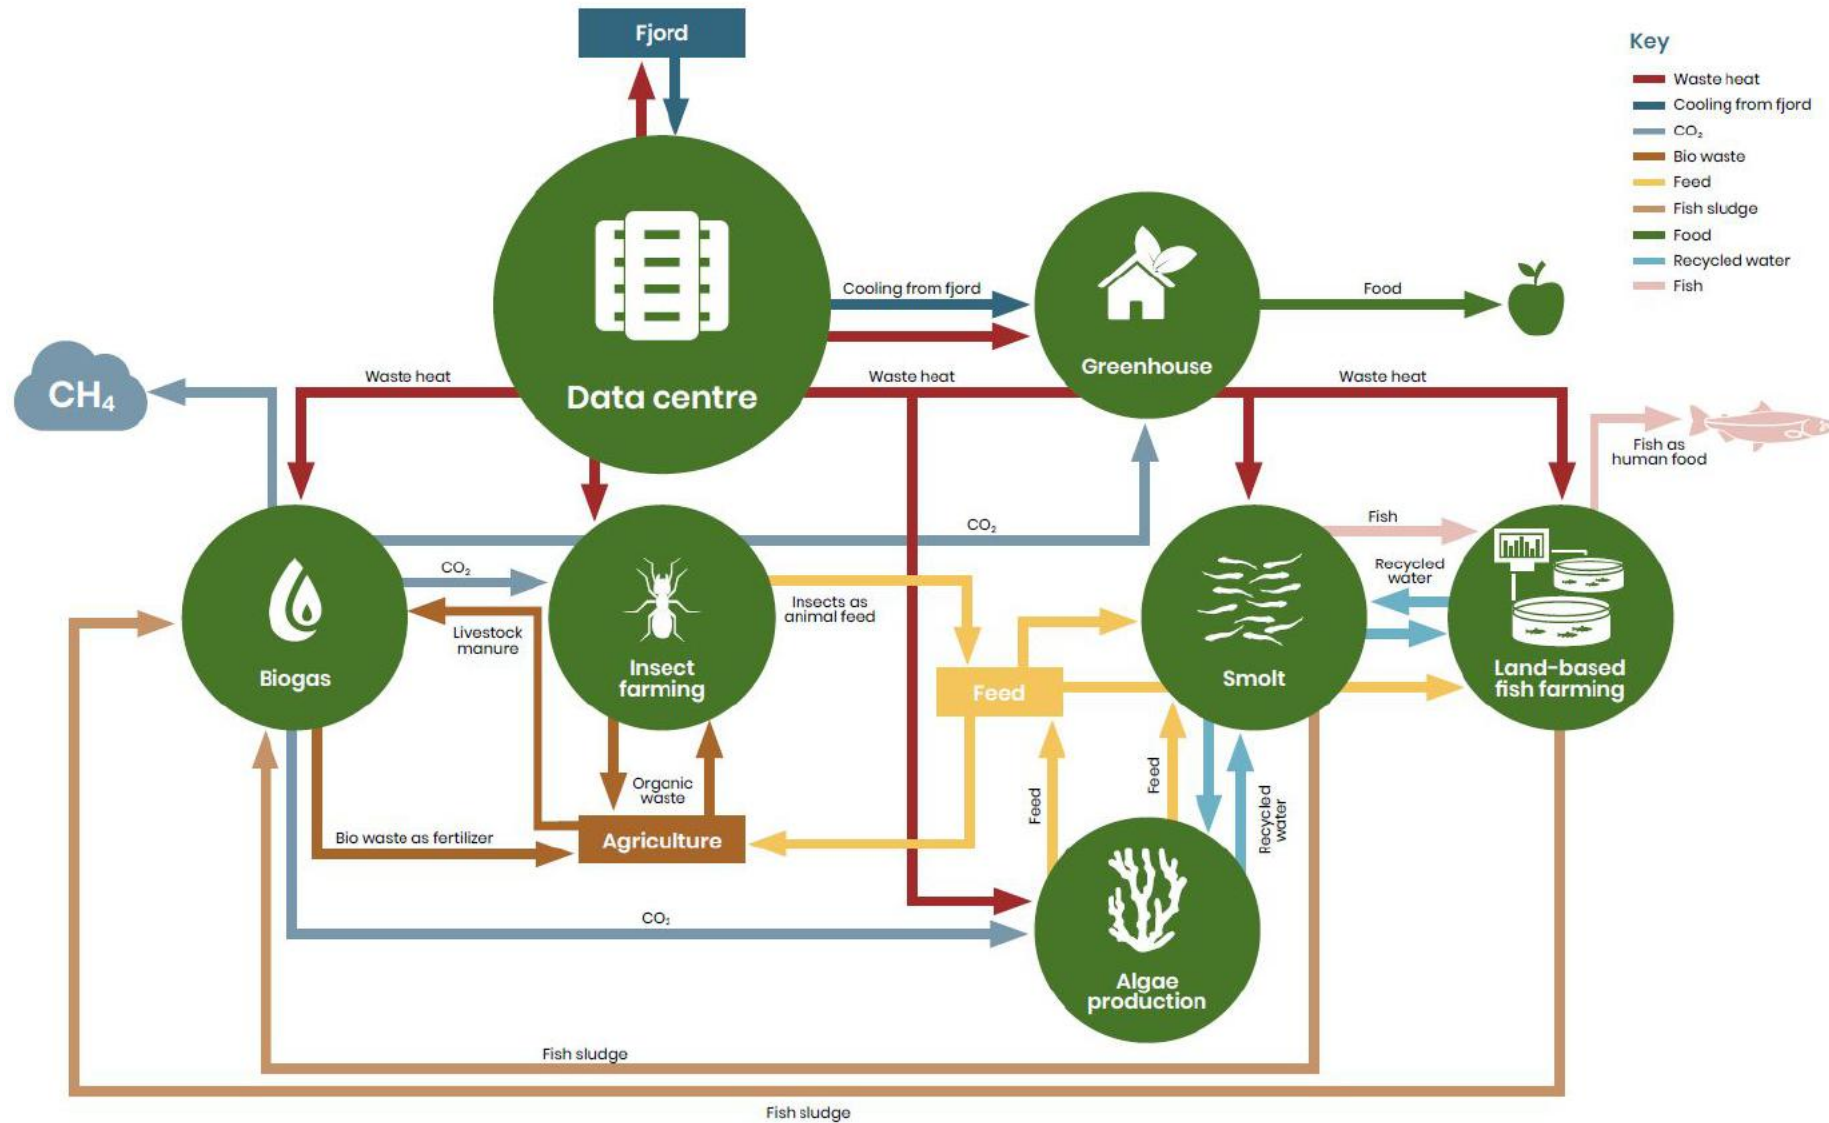 Fjord
Key
Waste heat
Cooling from fjord
CO₂
Bio waste
Feed
Fish sludge
Food
Recycled water
Fish
Cooling from fjord
Food
Greenhouse
Data centre
Waste heat
Waste heat
Waste heat
CH₄
Fish as
human food
CO₂
Fish
CO₂
Recycled
water
Insects as
animal feed
Livestock
manure
Biogas
Insect
farming
Feed
Smolt
Land-based
fish farming
Organic
waste
Feed
Feed
Recycled
water
Bio waste as fertilizer
Agriculture
CO₂
Algae
production
Fish sludge
Fish sludge